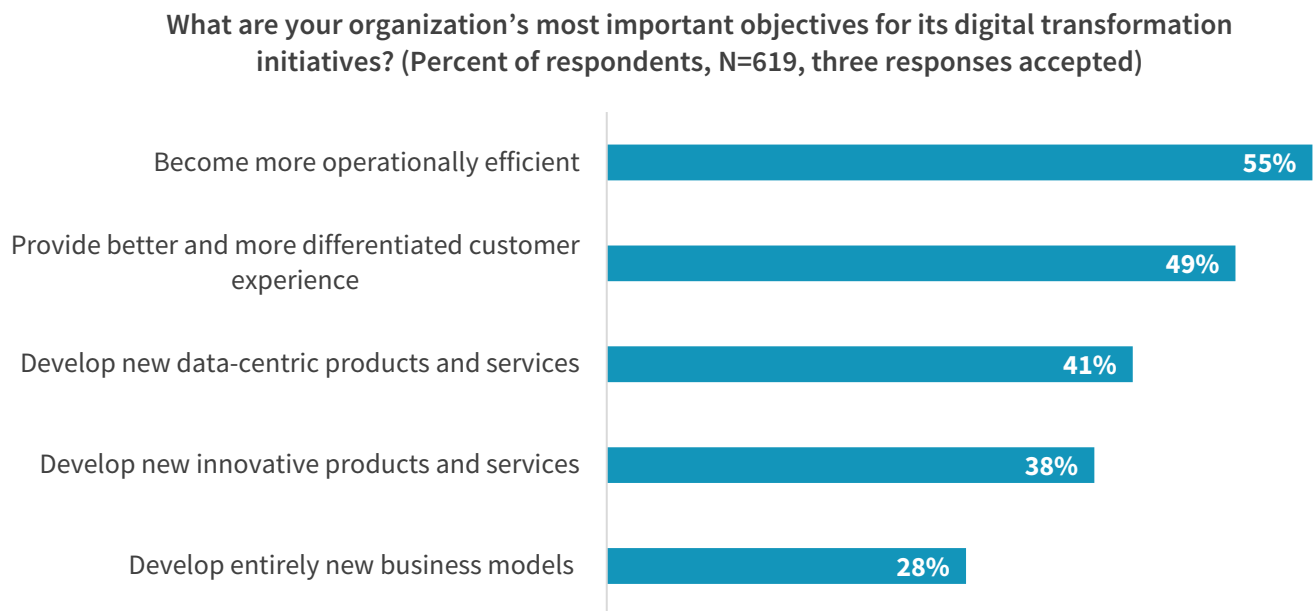 What are your organization’s most important objectives for its digital transformation
initiatives? (Percent of respondents, N=619, three responses accepted)
Become more operationally efficient
55%
Provide better and more differentiated customer
experience
49%
Develop new data-centric products and services
41%
Develop new innovative products and services
38%
Develop entirely new business models
28%